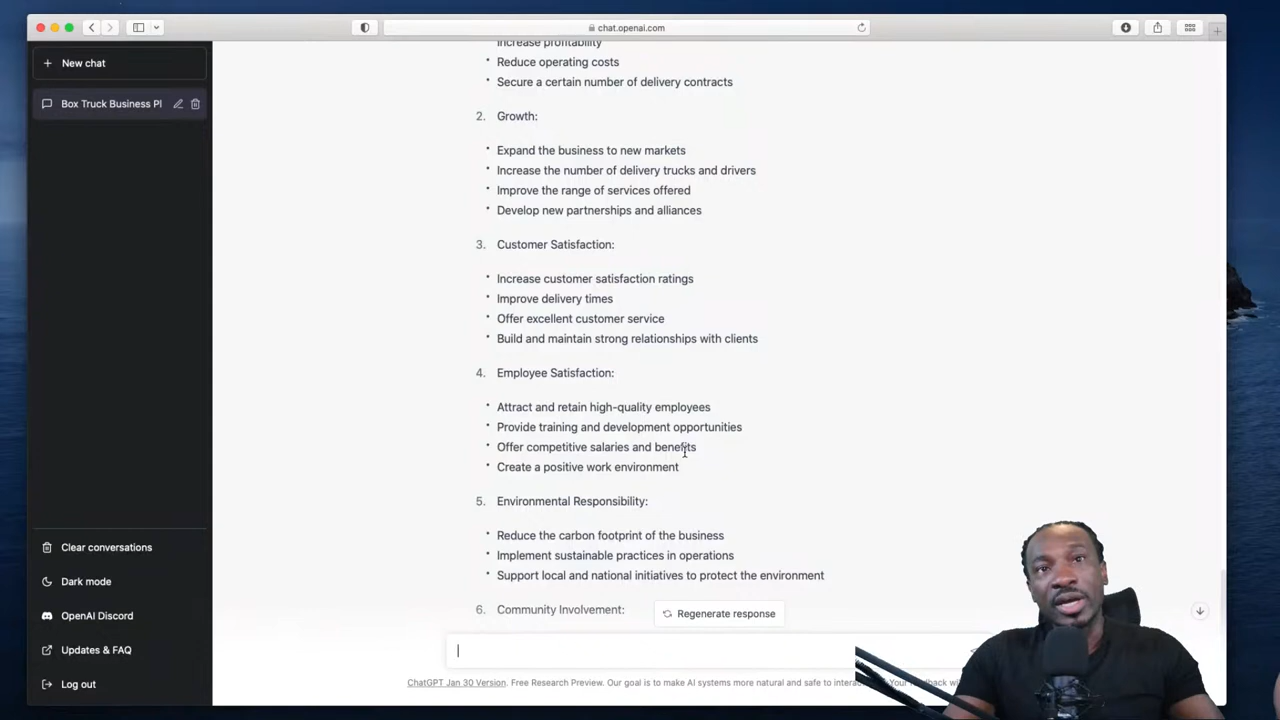 chat.openai.com
New chat
Box Truck Business Pl
Increase profitability
Reduce operating costs
Secure a certain number of delivery contracts
2. Growth:
Expand the business to new markets
Increase the number of delivery trucks and drivers
Improve the range of services offered
Develop new partnerships and alliances
3. Customer Satisfaction:
Increase customer satisfaction ratings
Improve delivery times
Offer excellent customer service
Build and maintain strong relationships with clients
4. Employee Satisfaction:
Attract and retain high-quality employees
Provide training and development opportunities
Offer competitive salaries and benefits
Create a positive work environment
5. Environmental Responsibility:
Reduce the carbon footprint of the business
Implement sustainable practices in operations
Support local and national initiatives to protect the environment
6. Community Involvement:
Regenerate response
Clear conversations
Dark mode
OpenAI Discord
Updates & FAQ
Log out
ChatGPT Jan 30 Version. Free Research Preview. Our goal is to make AI systems more natural and safe to interac Your feedback wi